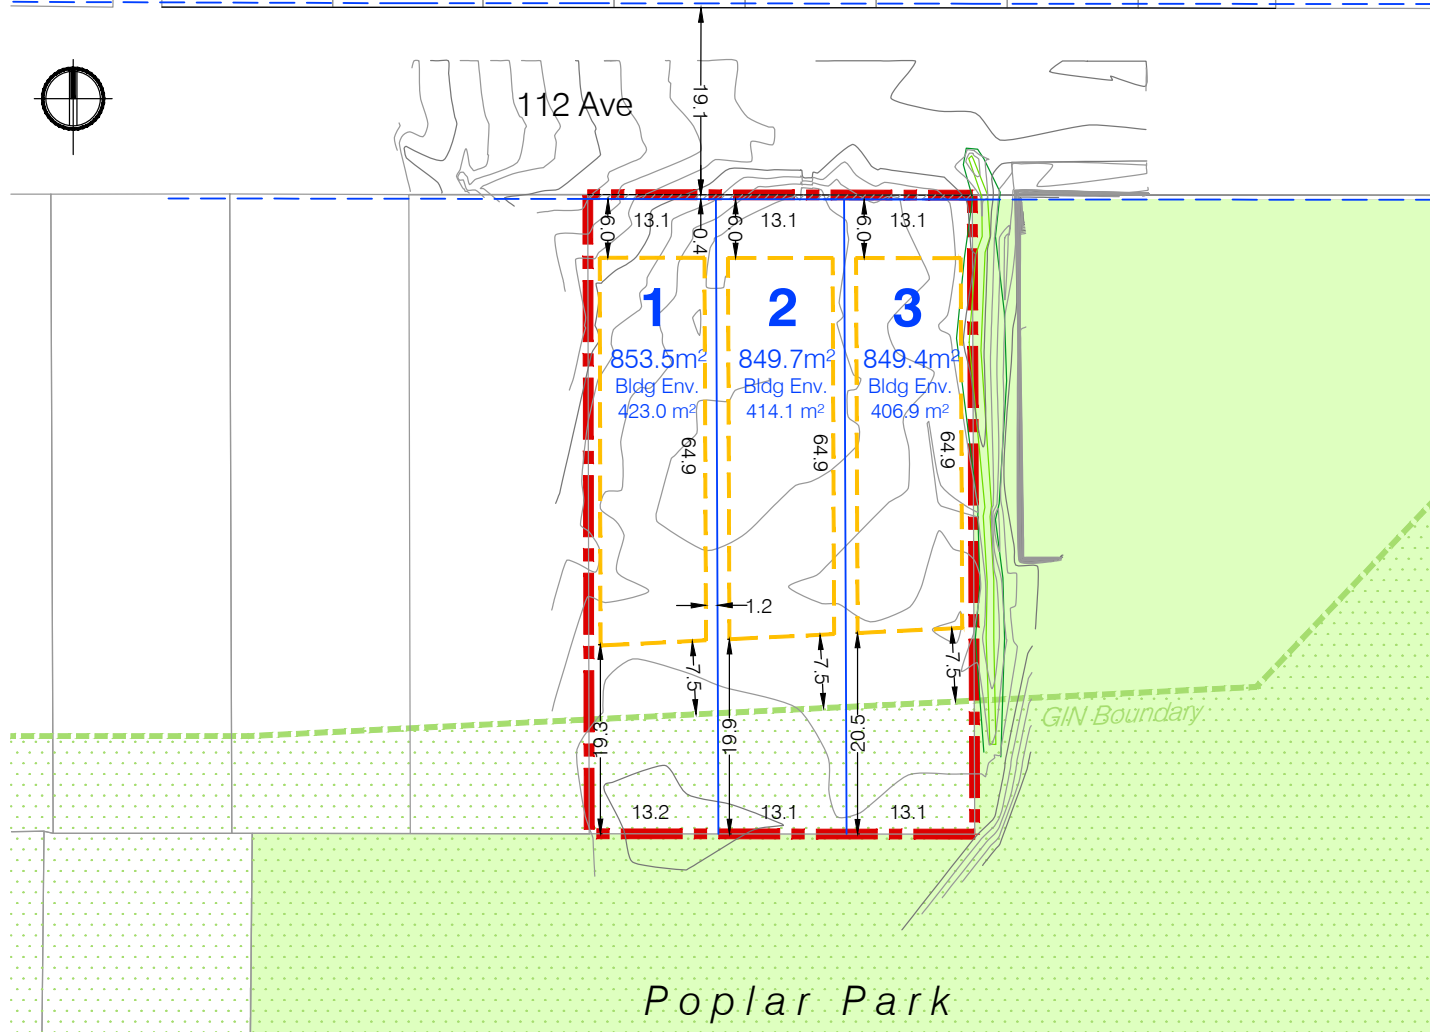 19.1
112 Ave
6.0
13.1
0.4
6.0
13.1
6.0
13.1
1
853.5m²
Bldg Env.
423.0 m²
2
849.7m²
Bldg Env.
414.1 m²
3
849.4m²
Bldg Env.
406.9 m²
64.9
64.9
64.9
1.2
7.5
7.5
7.5
GIN Boundary
19.3
19.9
20.5
13.2
13.1
13.1
Poplar Park